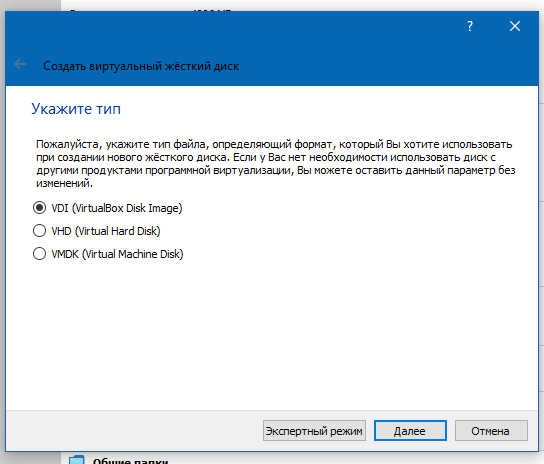 ?
Создать виртуальный жёсткий диск
Укажите тип
Пожалуйста, укажите тип файла, определяющий формат, который Вы хотите использовать
при создании нового жёсткого диска. Если у Вас нет необходимости использовать диск с
другими продуктами программной виртуализации, Вы можете оставить данный параметр без
изменений.
VDI (VirtualBox Disk Image)
VHD (Virtual Hard Disk)
VMDK (Virtual Machine Disk)
Экспертный режим Далее Отмена
Общие папки